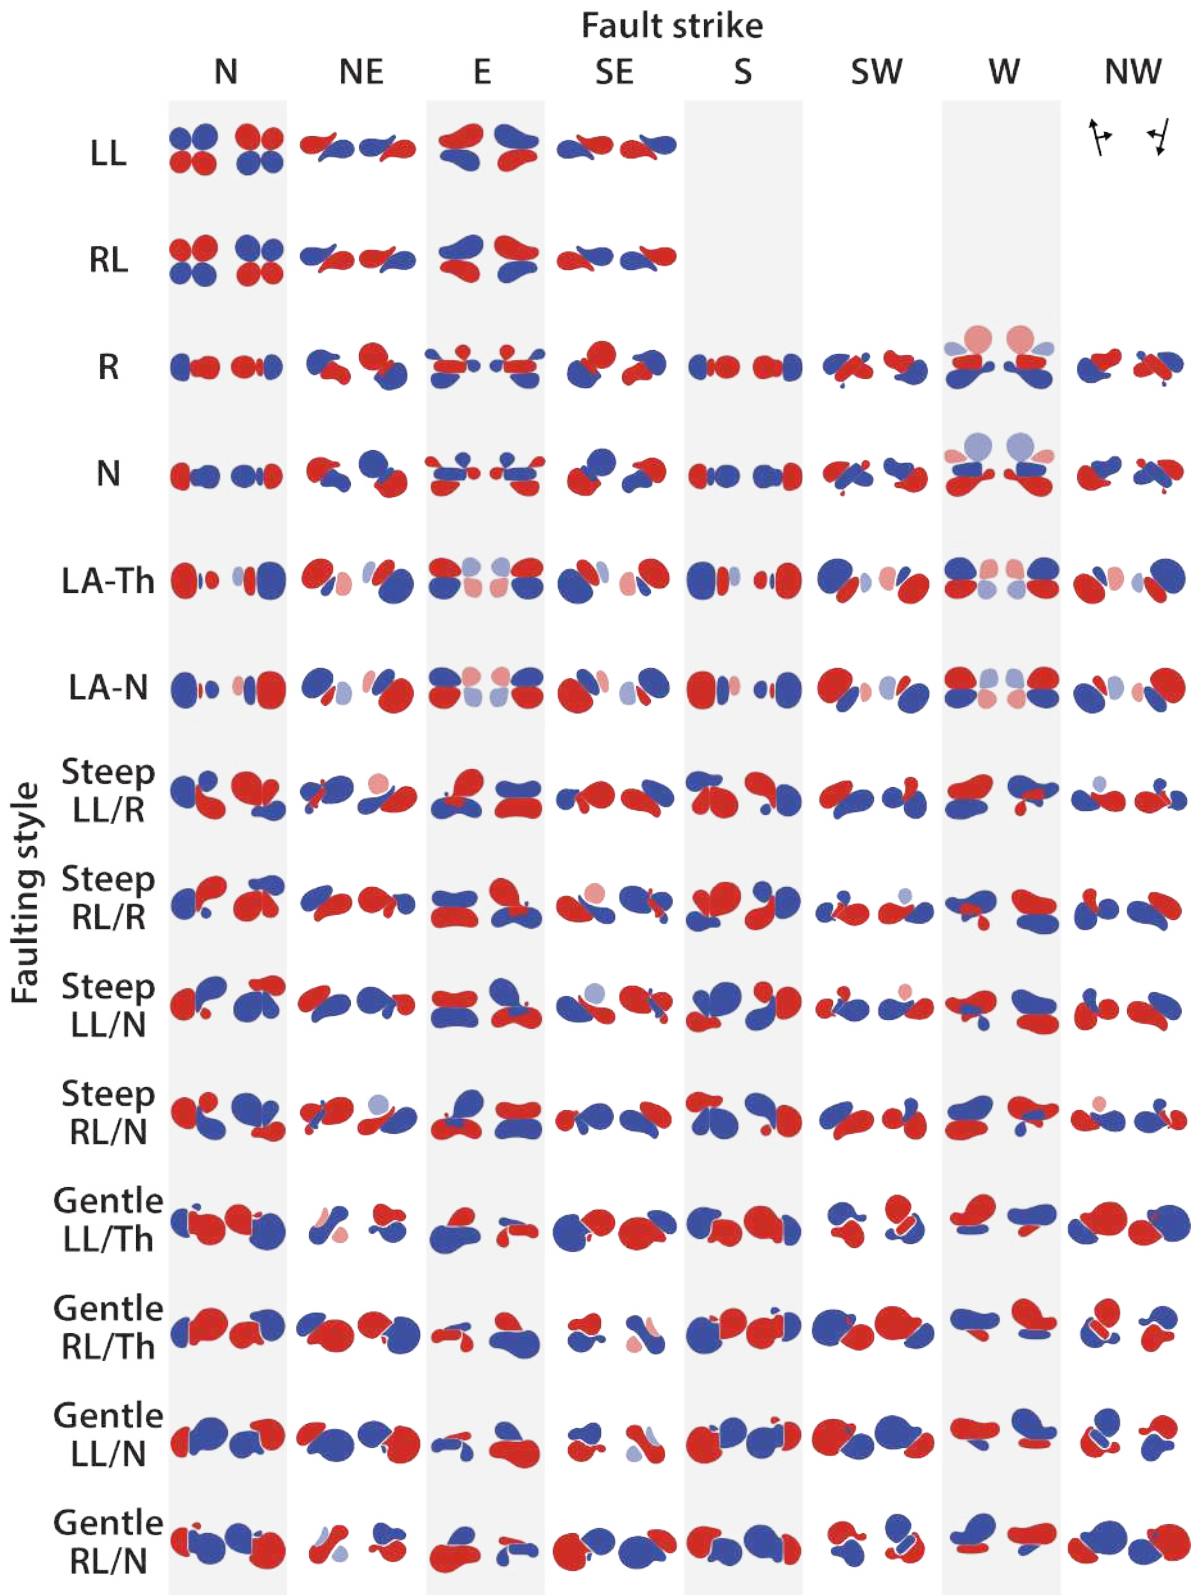 Fault strike
N NE E SE S SW W NW
Faulting style
LL
RL
R
N
LA-Th
LA-N
Steep
LL/R
Steep
RL/R
Steep
LL/N
Steep
RL/N
Gentle
LL/Th
Gentle
RL/Th
Gentle
LL/N
Gentle
RL/N